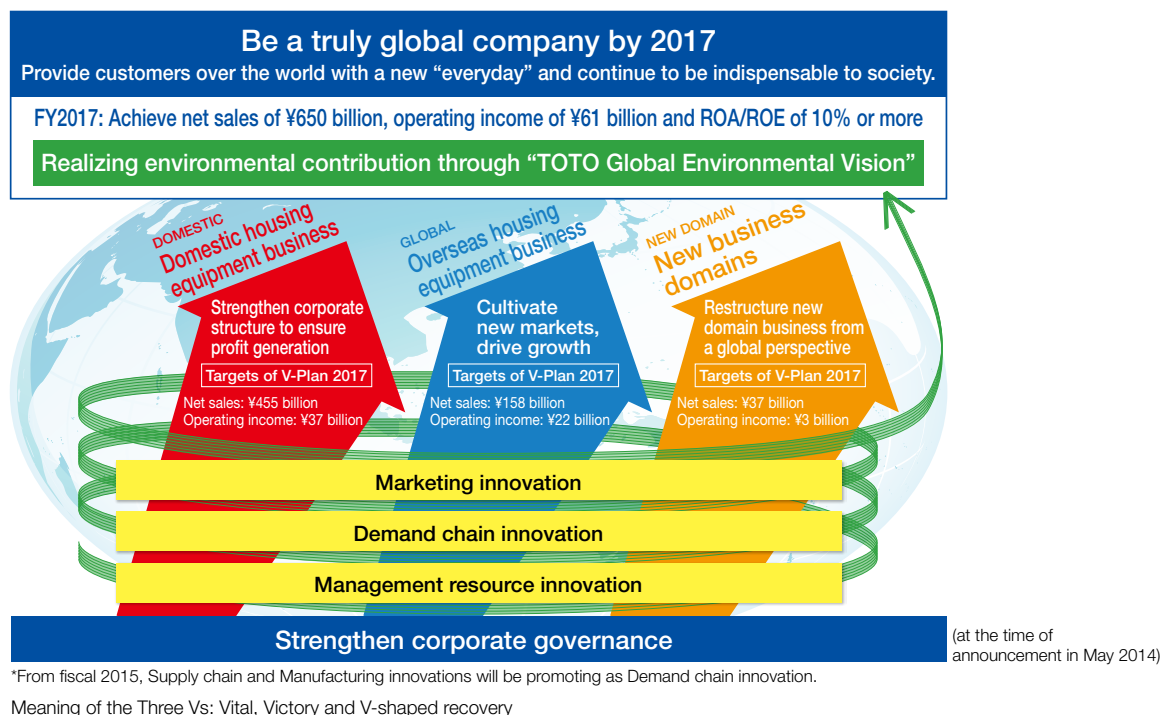 Be a truly global company by 2017
Provide customers over the world with a new “everyday” and continue to be indispensable to society.
FY2017: Achieve net sales of ¥650 billion, operating income of ¥61 billion and ROA/ROE of 10% or more
Realizing environmental contribution through “TOTO Global Environmental Vision”
DOMESTIC
Domestic housing
equipment business
Strengthen corporate
structure to ensure
profit generation
Targets of V-Plan 2017
Net sales: ¥455 billion
Operating income: ¥37 billion
GLOBAL
Overseas housing
equipment business
Cultivate
new markets,
drive growth
Targets of V-Plan 2017
Net sales: ¥158 billion
Operating income: ¥22 billion
NEW DOMAIN
New business
domains
Restructure new
domain business from
a global perspective
Targets of V-Plan 2017
Net sales: ¥37 billion
Operating income: ¥3 billion
Marketing innovation
Demand chain innovation
Management resource innovation
Strengthen corporate governance
(at the time of
announcement in May 2014)
*From fiscal 2015, Supply chain and Manufacturing innovations will be promoting as Demand chain innovation.
Meaning of the Three Vs: Vital, Victory and V-shaped recovery